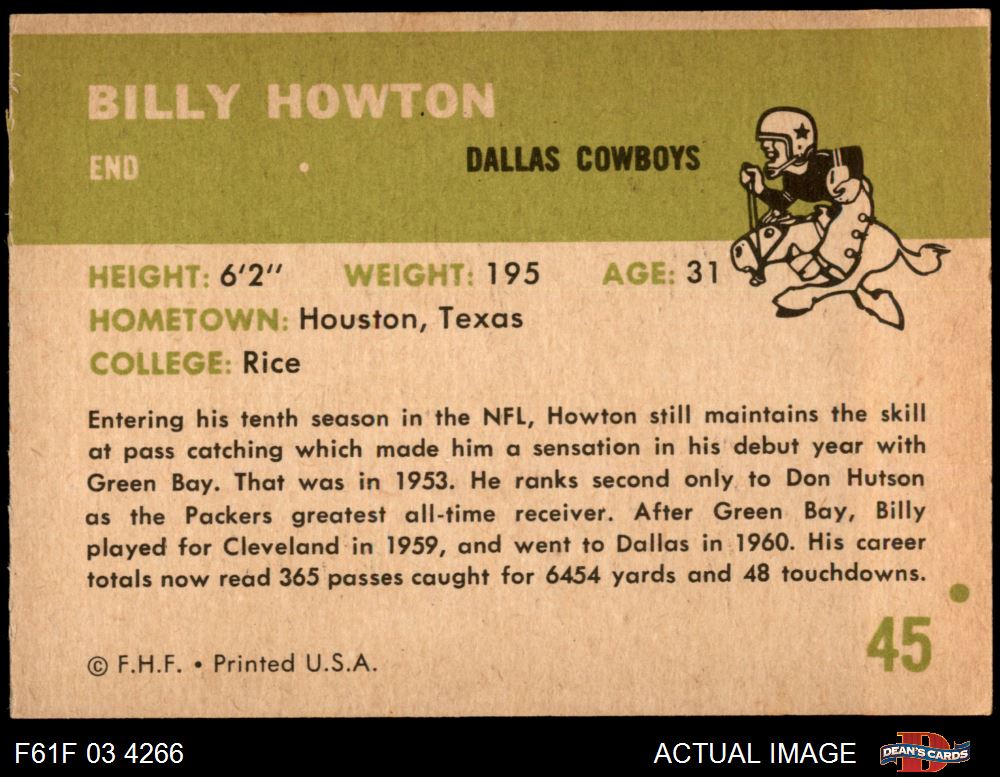 BILLY HOWTON
END
DALLAS COWBOYS
HEIGHT: 6'2" WEIGHT: 195 AGE: 31
HOMETOWN: Houston, Texas
COLLEGE: Rice
Entering his tenth season in the NFL, Howton still maintains the skill
at pass catching which made him a sensation in his debut year with
Green Bay. That was in 1953. He ranks second only to Don Hutson
as the Packers greatest all-time receiver. After Green Bay, Billy
played for Cleveland in 1959, and went to Dallas in 1960. His career
totals now read 365 passes caught for 6454 yards and 48 touchdowns.
45
© F.H.F. • Printed U.S.A.
F61F 03 4266
ACTUAL IMAGE
D
DEAN'S CARDS